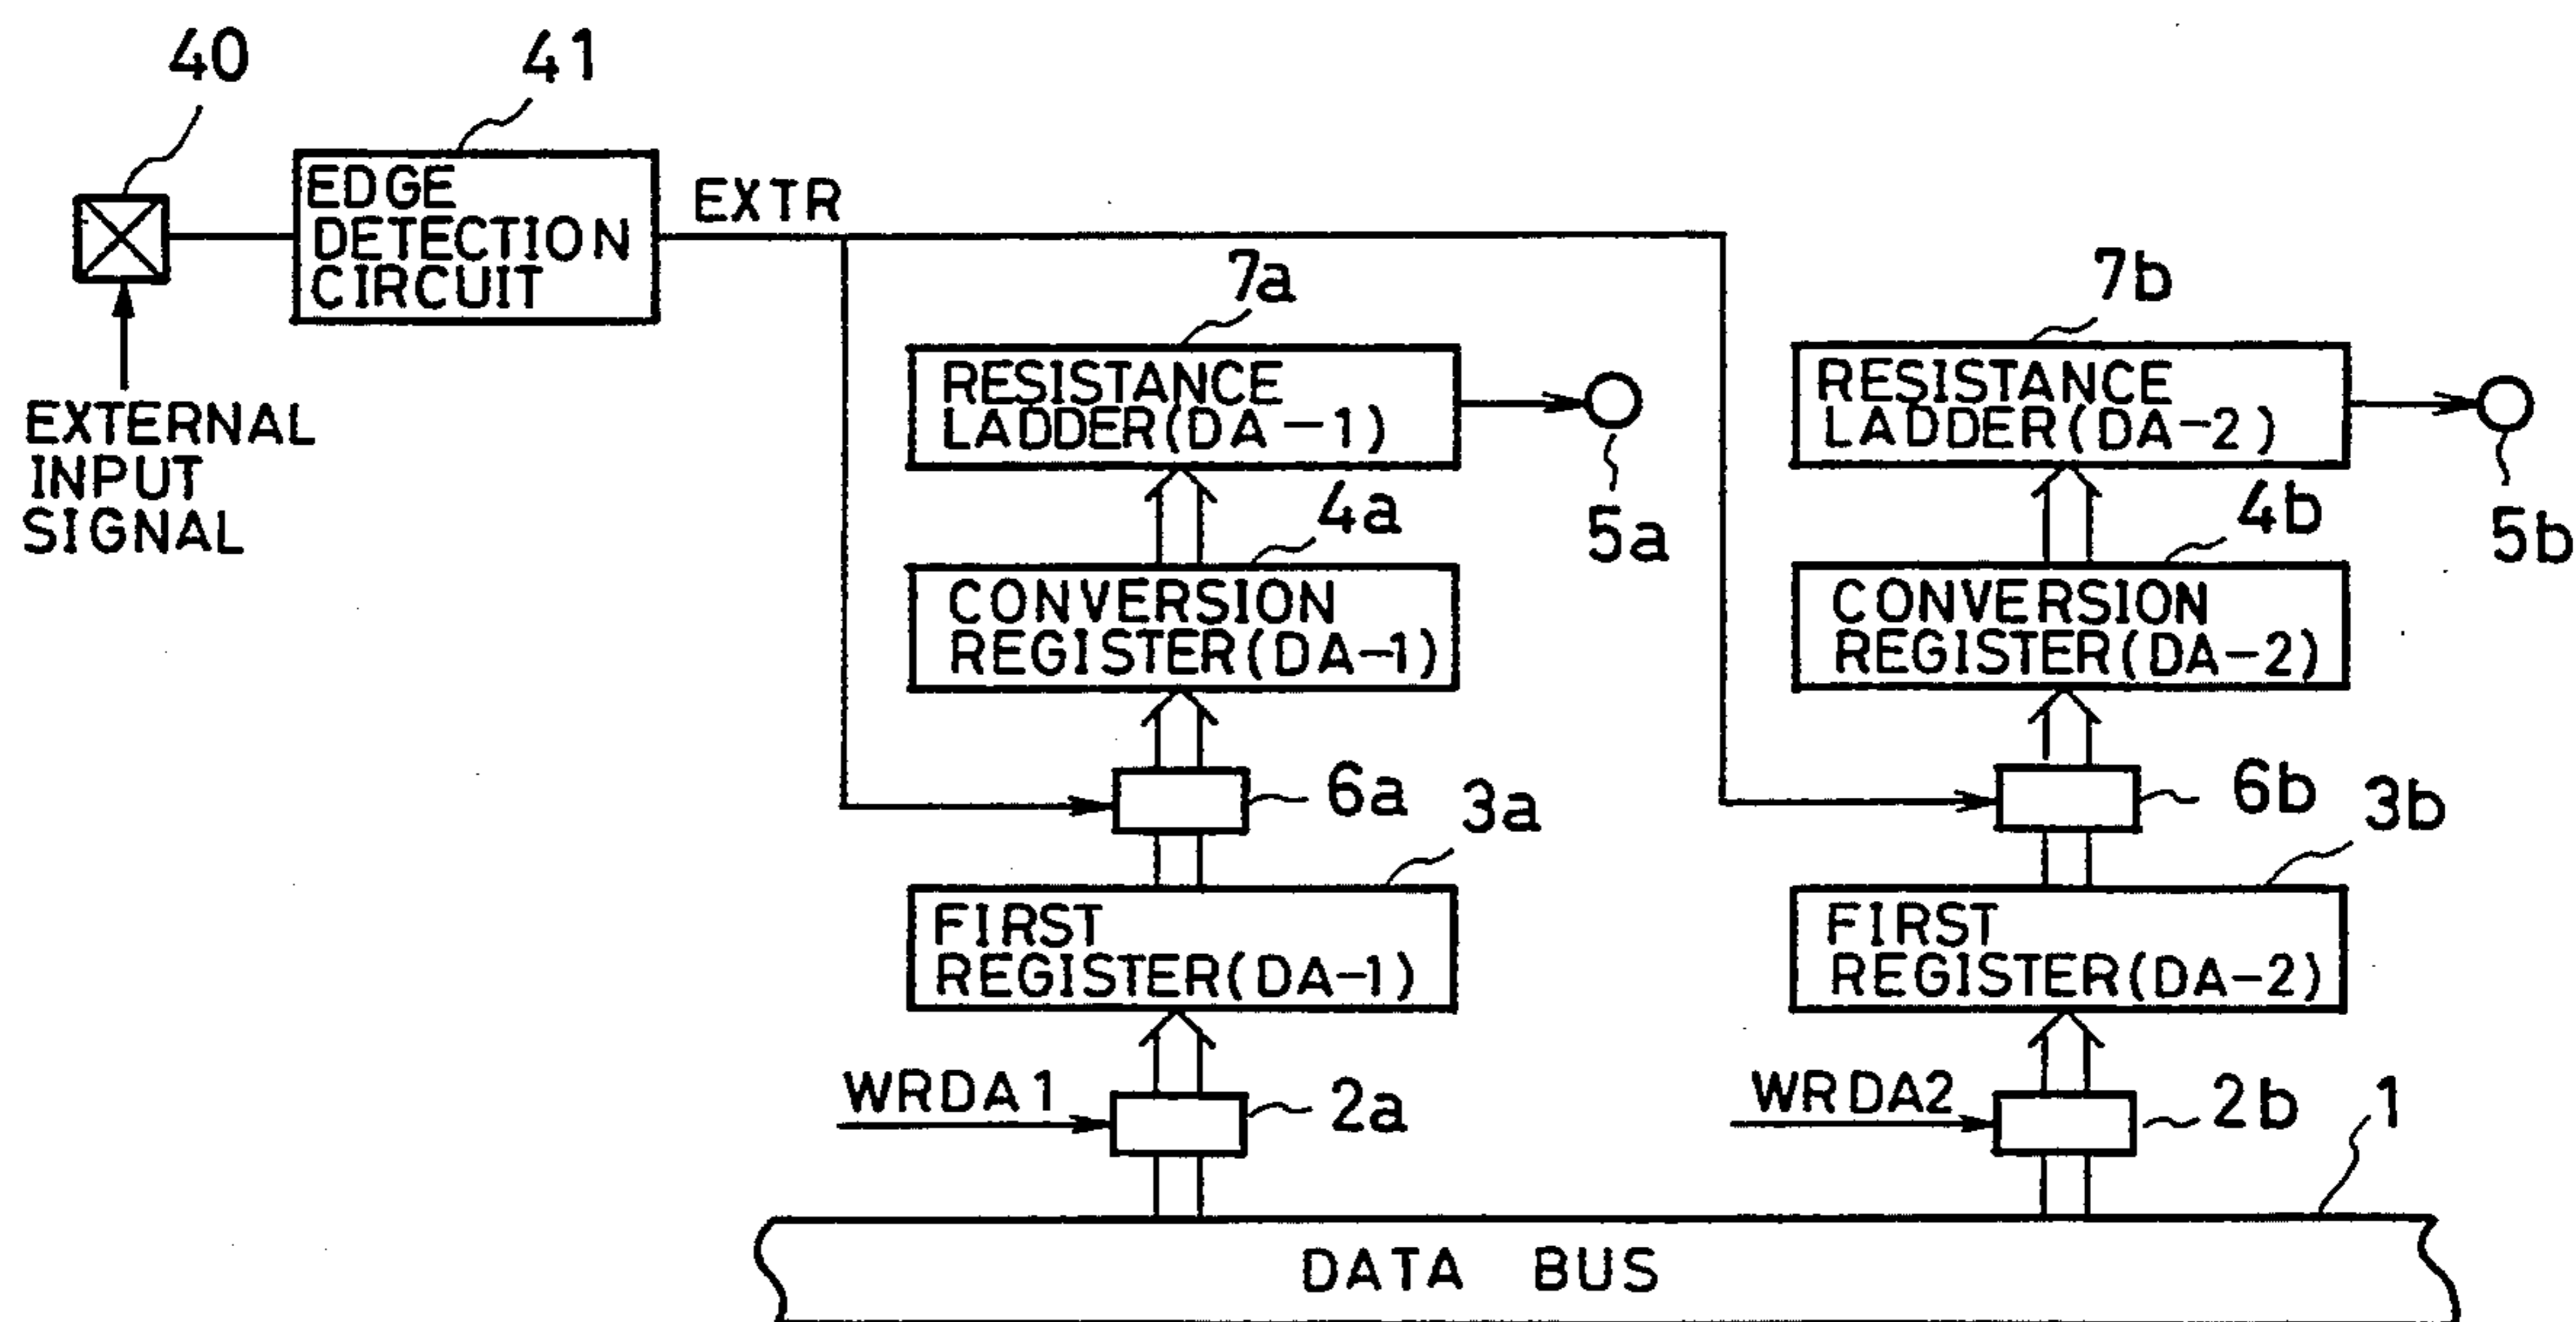 40
41
EDGE
DETECTION
CIRCUIT
EXTR
EXTERNAL
INPUT
SIGNAL
7a
RESISTANCE
LADDER(DA-1)
5a
7b
RESISTANCE
LADDER(DA-2)
5b
4a
CONVERSION
REGISTER(DA-1)
4b
CONVERSION
REGISTER(DA-2)
6a
6b
3a
FIRST
REGISTER(DA-1)
3b
FIRST
REGISTER(DA-2)
WRDA1
2a
WRDA2
2b
1
DATA BUS